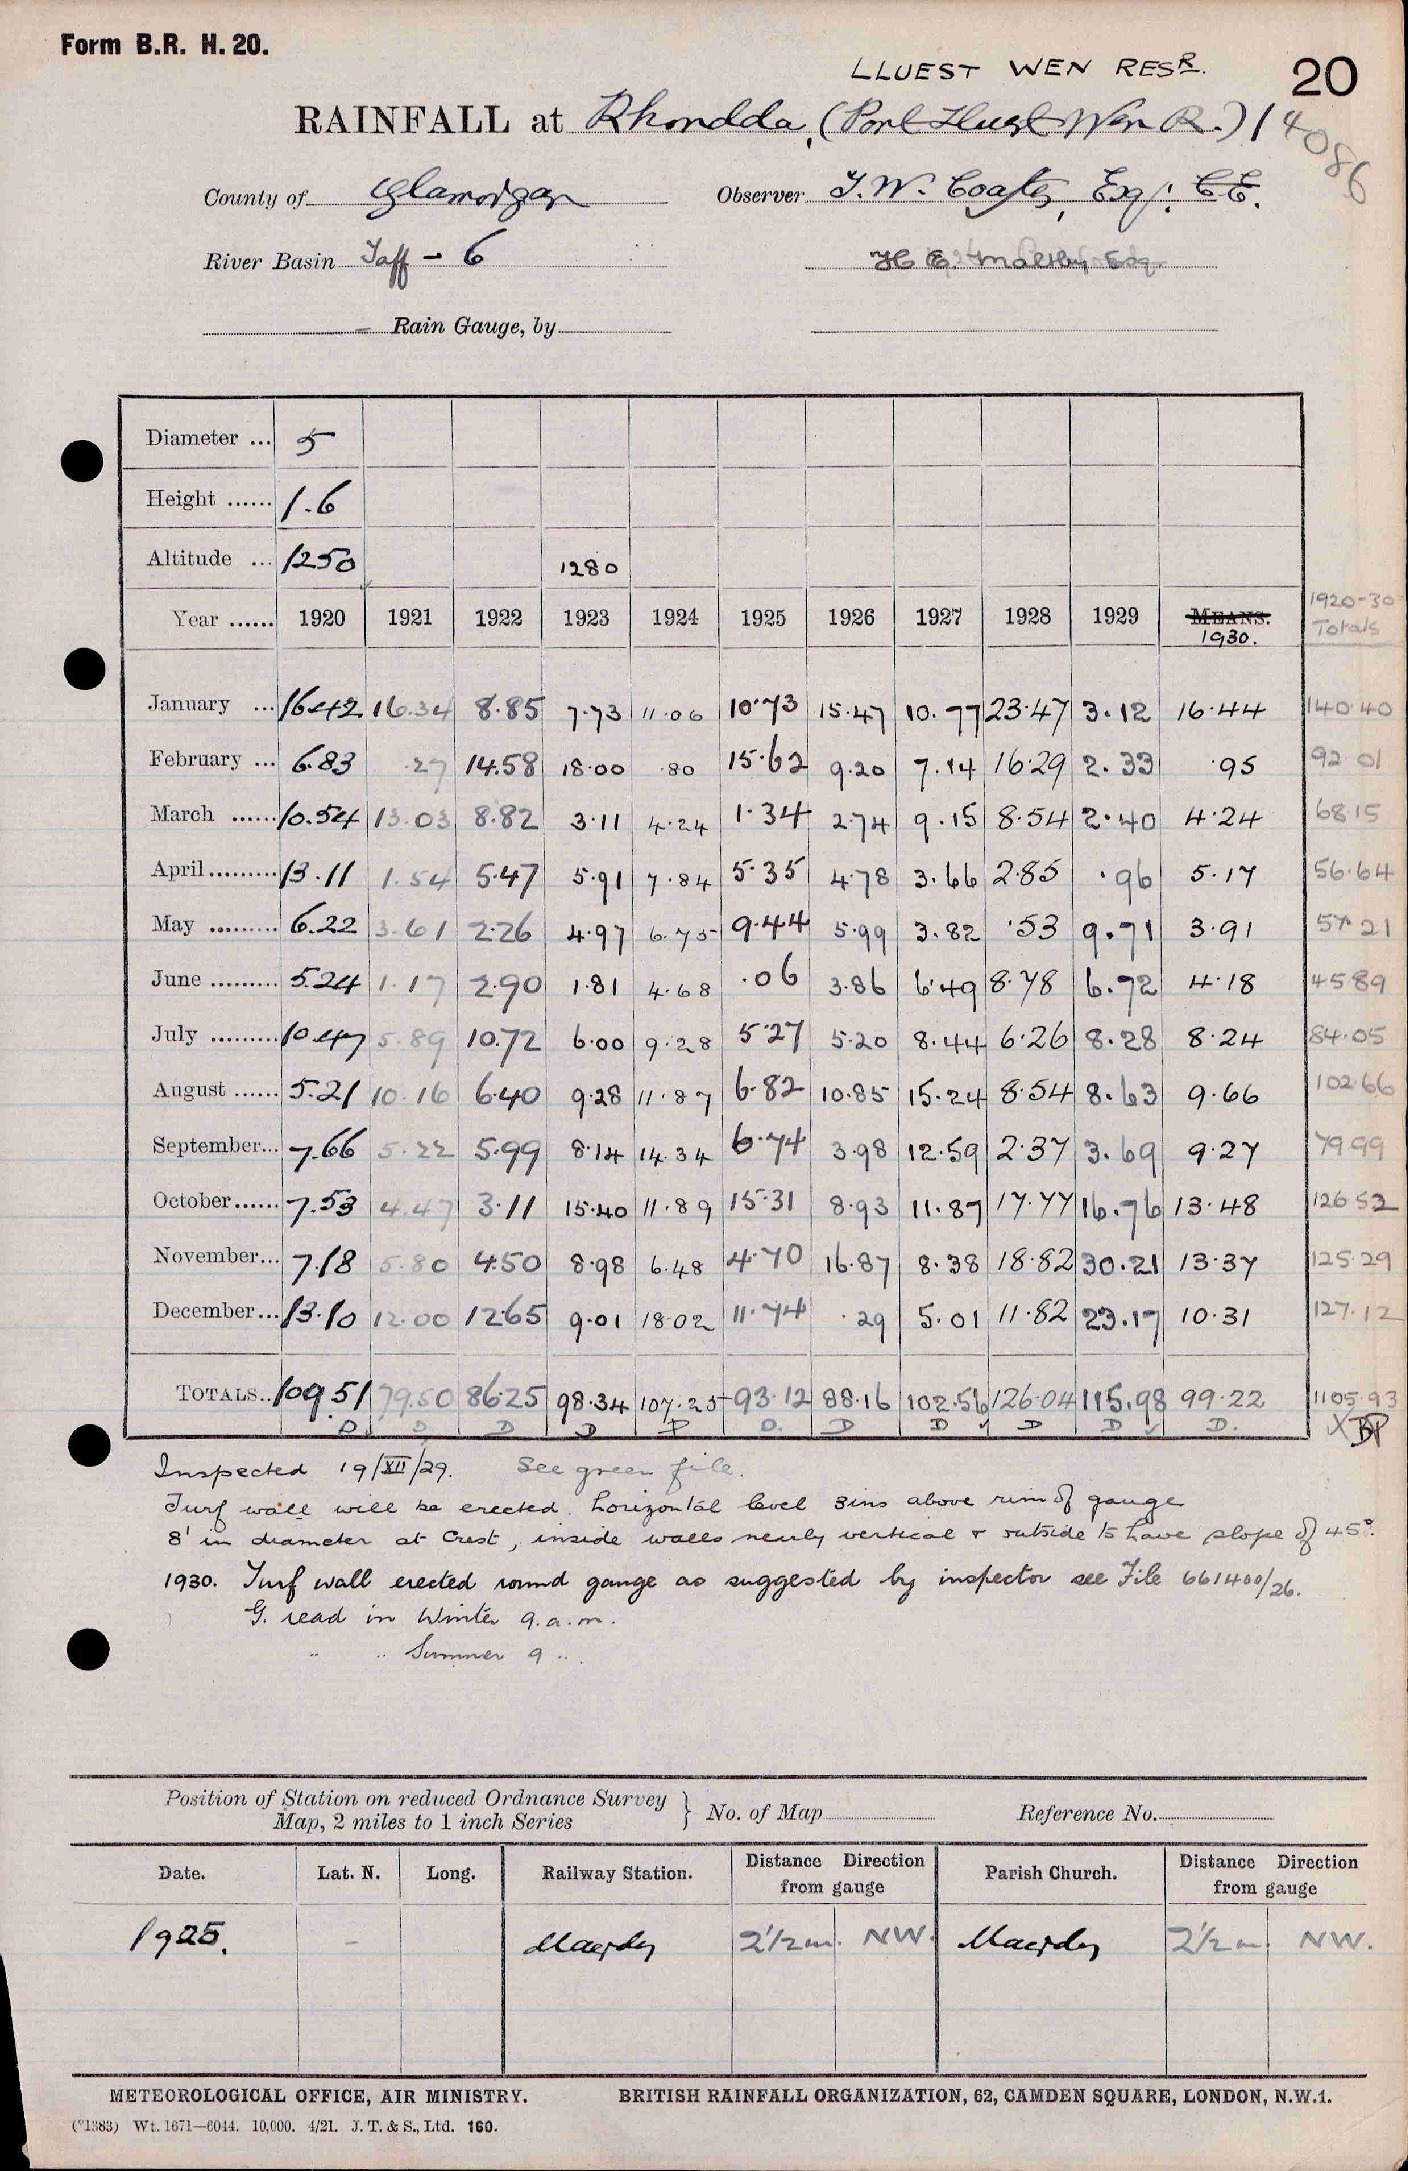 Form B.R. H. 20.
LLUEST WEN RESR.
20
RAINFALL at Rhondda, (Port Lluest Wen R.) / 4086
County of Glamorgan Observer T. W. Coates, Esq. C.E.
River Basin Taff - 6 H. E. Maltby Esq.
Rain Gauge, by
Diameter ... 5
Height ...... 1.6
Altitude ... 1250 1280
Year ...... 1920 1921 1922 1923 1924 1925 1926 1927 1928 1929 MEANS. 1930. 1920-30 Totals
January ... 16.42 16.34 8.85 7.73 11.06 10.73 15.47 10.77 23.47 3.12 16.44 140.40
February ... 6.83 .27 14.58 18.00 .80 15.62 9.20 7.14 16.29 2.33 .95 92.01
March ...... 10.54 13.03 8.82 3.11 4.24 1.34 2.74 9.15 8.54 2.40 4.24 68.15
April ......... 13.11 1.54 5.47 5.91 7.84 5.35 4.78 3.66 2.85 .96 5.17 56.64
May ......... 6.22 3.61 2.26 4.97 6.75 9.44 5.99 3.82 .53 9.71 3.91 57.21
June ......... 5.24 1.17 2.90 1.81 4.68 .06 3.86 6.49 8.78 6.72 4.18 45.89
July ......... 10.47 5.89 10.72 6.00 9.28 5.27 5.20 8.44 6.26 8.28 8.24 84.05
August ...... 5.21 10.16 6.40 9.28 11.87 6.82 10.85 15.24 8.54 8.63 9.66 102.66
September... 7.66 5.22 5.99 8.14 14.34 6.74 3.98 12.59 2.37 3.69 9.27 79.99
October...... 7.53 4.47 3.11 15.40 11.89 15.31 8.93 11.87 17.77 16.76 13.48 126.52
November... 7.18 5.80 4.50 8.98 6.48 4.70 16.87 8.38 18.82 30.21 13.37 125.29
December... 13.10 12.00 12.65 9.01 18.02 11.74 .29 5.01 11.82 23.17 10.31 127.12
TOTALS.. 109.51 79.50 86.25 98.34 107.25 93.12 88.16 102.56 126.04 115.98 99.22 1105.93
D. D. D D D D. D D D D D.
Inspected 19/XII/29. See green file.
Turf wall will be erected. horizontal level 3ins above rim of gauge
8' in diameter at crest, inside walls nearly vertical & outside to have slope of 45°.
1930. Turf wall erected round gauge as suggested by inspector see File 661400/26.
G. read in Winter 9. a.m.
" " Summer 9 ..
Position of Station on reduced Ordnance Survey Map, 2 miles to 1 inch Series } No. of Map Reference No.
Date. Lat. N. Long. Railway Station. Distance Direction from gauge Parish Church. Distance Direction from gauge
1925. - Maerdy 2½m. NW. Maerdy 2½m. NW.
METEOROLOGICAL OFFICE, AIR MINISTRY. BRITISH RAINFALL ORGANIZATION, 62, CAMDEN SQUARE, LONDON, N.W.1.
(*1383) Wt. 1671—6044. 10,000. 4/21. J. T. & S., Ltd. 160.